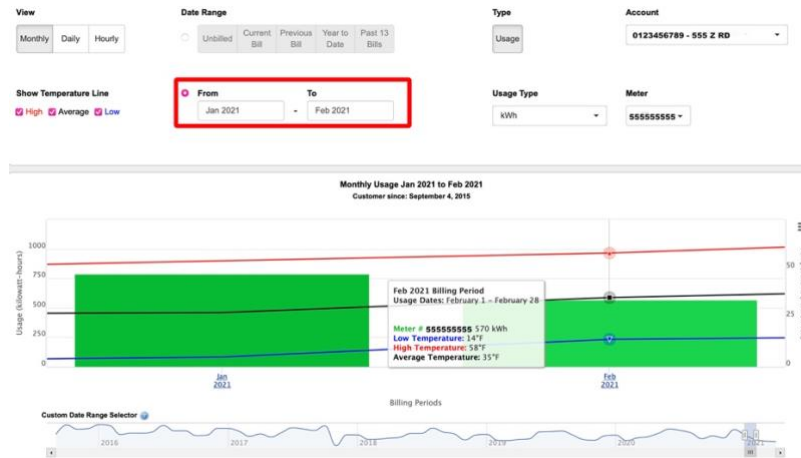 View
Date Range
Type
Account
Monthly
Daily
Hourly
Unbilled
Current Bill
Previous Bill
Year to Date
Past 13 Bills
Usage
0123456789 - 555 Z RD
Show Temperature Line
High
Average
Low
From
To
Jan 2021
-
Feb 2021
Usage Type
Meter
kWh
sssssssss
Monthly Usage Jan 2021 to Feb 2021
Customer since: September 4, 2015
Usage (kilowatt-hours)
1000
750
500
250
0
50
25
0
Feb 2021 Billing Period
Usage Dates: February 1 - February 28
Meter # sssssssss 570 kWh
Low Temperature: 14°F
High Temperature: 58°F
Average Temperature: 35°F
Jan
2021
Feb
2021
Billing Periods
Custom Date Range Selector
2016
2017
2018
2019
2020
2021